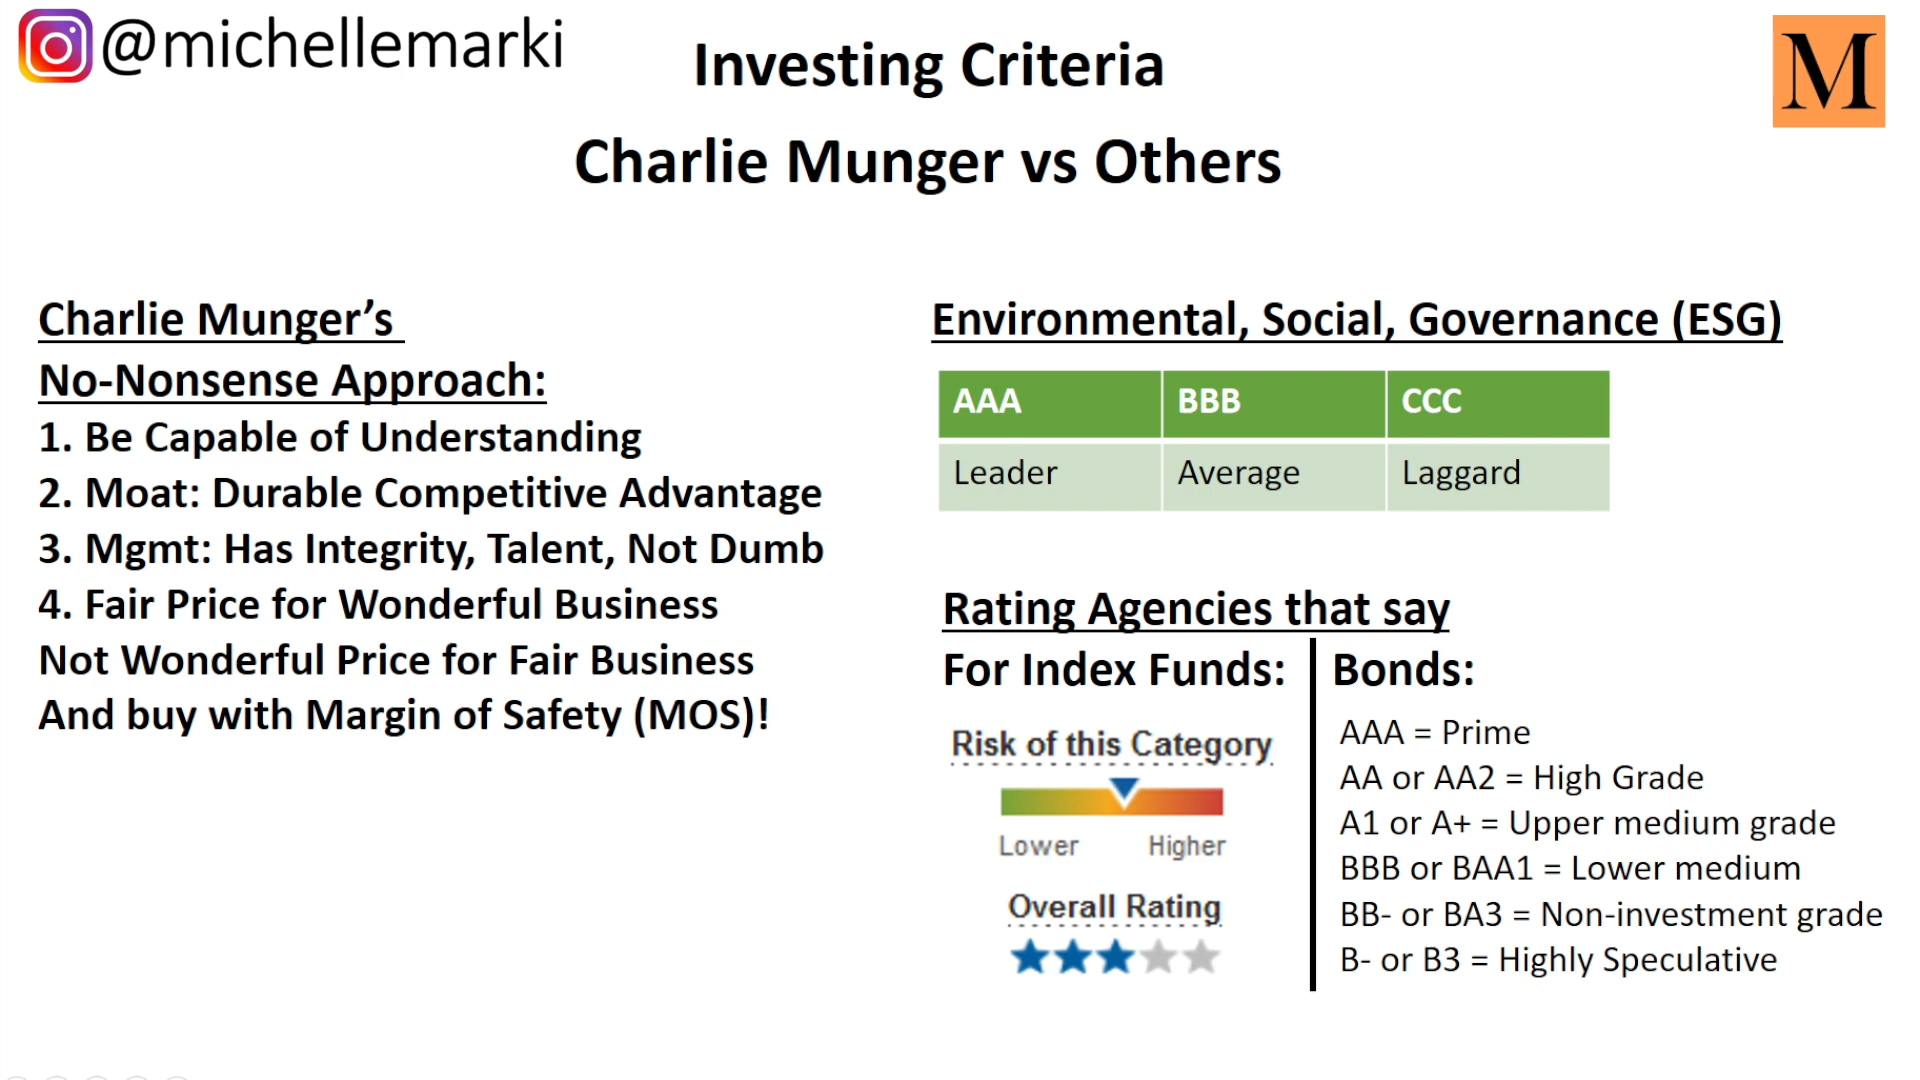 @michellemarki
M
Investing Criteria
Charlie Munger vs Others
Charlie Munger’s
No-Nonsense Approach:
1. Be Capable of Understanding
2. Moat: Durable Competitive Advantage
3. Mgmt: Has Integrity, Talent, Not Dumb
4. Fair Price for Wonderful Business
Not Wonderful Price for Fair Business
And buy with Margin of Safety (MOS)!
Environmental, Social, Governance (ESG)
AAA BBB CCC
Leader Average Laggard
Rating Agencies that say
For Index Funds:
Risk of this Category
Lower Higher
Overall Rating
Bonds:
AAA = Prime
AA or AA2 = High Grade
A1 or A+ = Upper medium grade
BBB or BAA1 = Lower medium
BB- or BA3 = Non-investment grade
B- or B3 = Highly Speculative